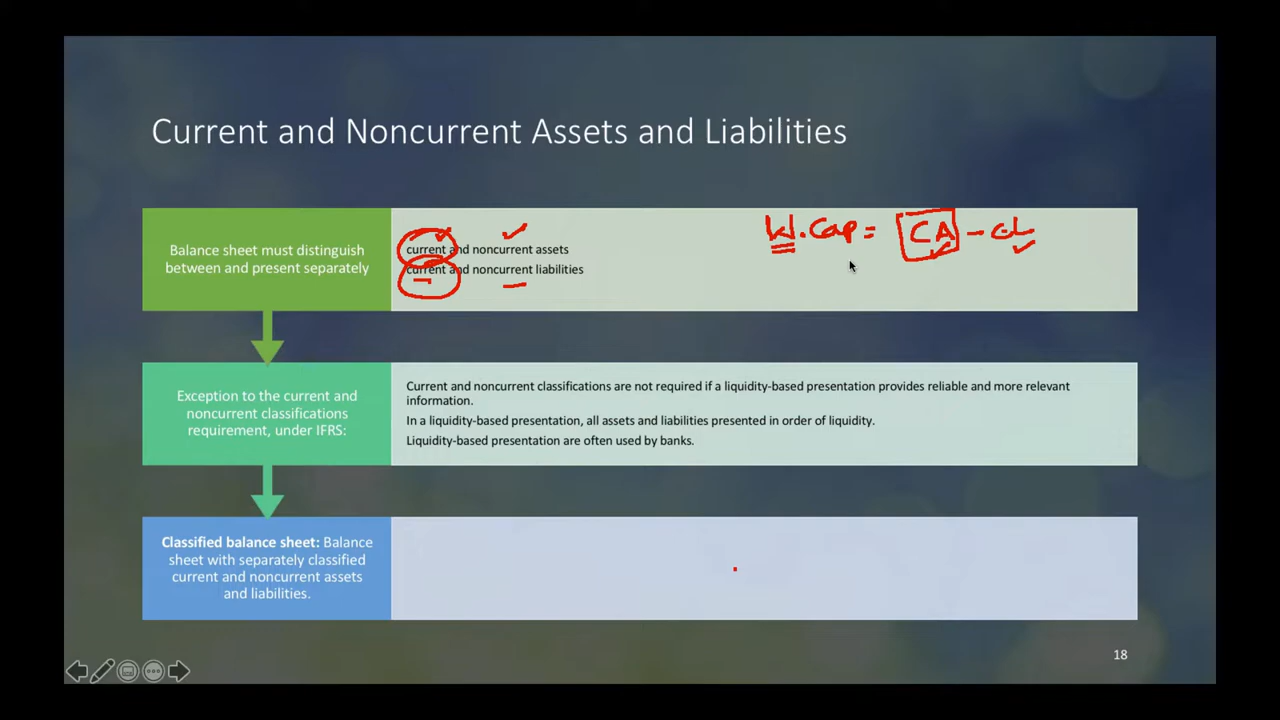 Current and Noncurrent Assets and Liabilities
Balance sheet must distinguish
between and present separately
current and noncurrent assets
current and noncurrent liabilities
W.Cap = CA - CL
Exception to the current and
noncurrent classifications
requirement, under IFRS:
Current and noncurrent classifications are not required if a liquidity-based presentation provides reliable and more relevant
information.
In a liquidity-based presentation, all assets and liabilities presented in order of liquidity.
Liquidity-based presentation are often used by banks.
Classified balance sheet: Balance
sheet with separately classified
current and noncurrent assets
and liabilities.
18